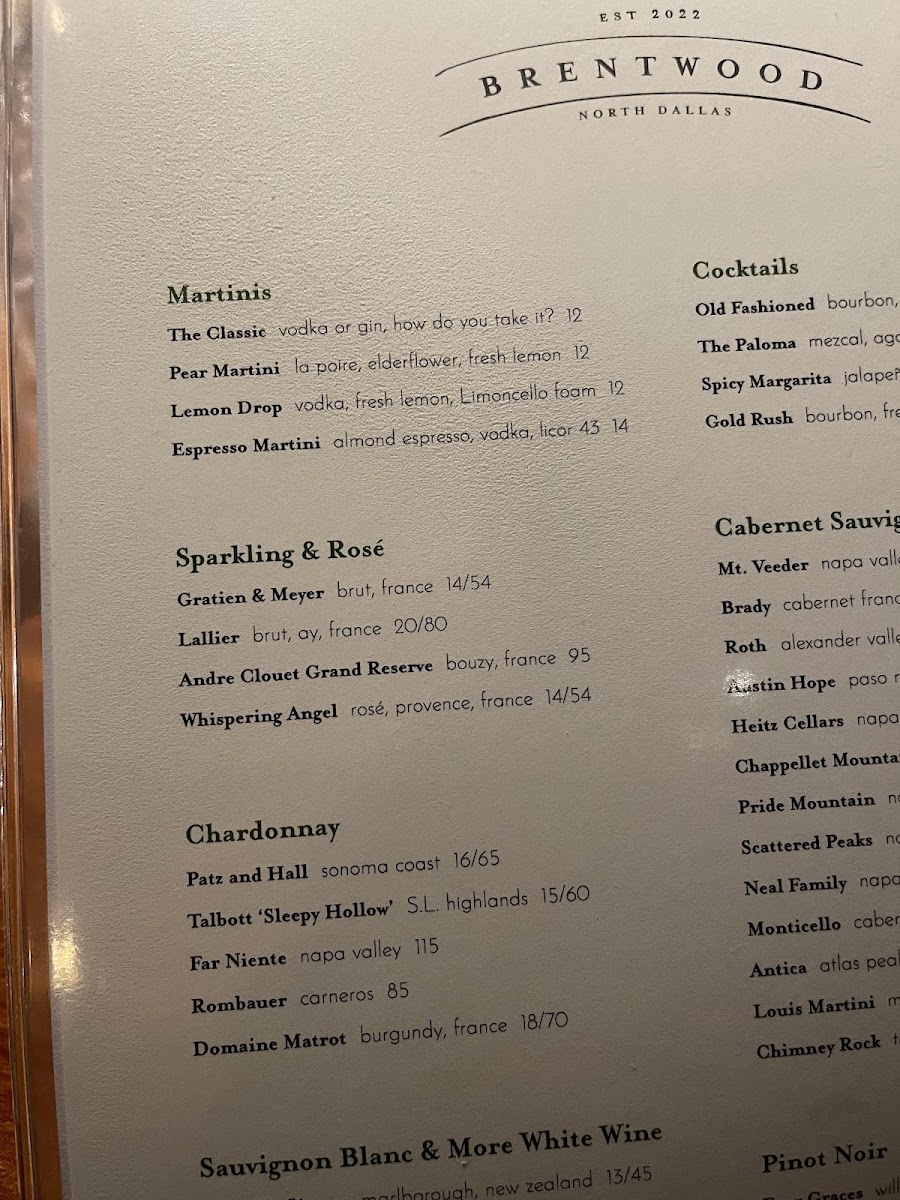 EST 2022
BRENTWOOD
NORTH DALLAS
Martinis
The Classic vodka or gin, how do you take it? 12
Pear Martini la poire, elderflower, fresh lemon 12
Lemon Drop vodka, fresh lemon, Limoncello foam 12
Espresso Martini almond espresso, vodka, licor 43 14
Sparkling & Rosé
Gratien & Meyer brut, france 14/54
Lallier brut, ay, france 20/80
Andre Clouet Grand Reserve bouzy, france 95
Whispering Angel rosé, provence, france 14/54
Chardonnay
Patz and Hall sonoma coast 16/65
Talbott ‘Sleepy Hollow’ S.L. highlands 15/60
Far Niente napa valley 115
Rombauer carneros 85
Domaine Matrot burgundy, france 18/70
Sauvignon Blanc & More White Wine
marlborough, new zealand 13/45
Cocktails
Old Fashioned bourbon,
The Paloma mezcal,
Spicy Margarita
Gold Rush bourbon,
Cabernet
Mt. Veeder napa
Brady cabernet franc
Roth alexander
Austin Hope paso
Heitz Cellars napa
Chappellet
Pride Mountain
Scattered Peaks
Neal Family napa
Monticello
Antica atlas
Louis Martini
Chimney Rock
Pinot Noir
Graces